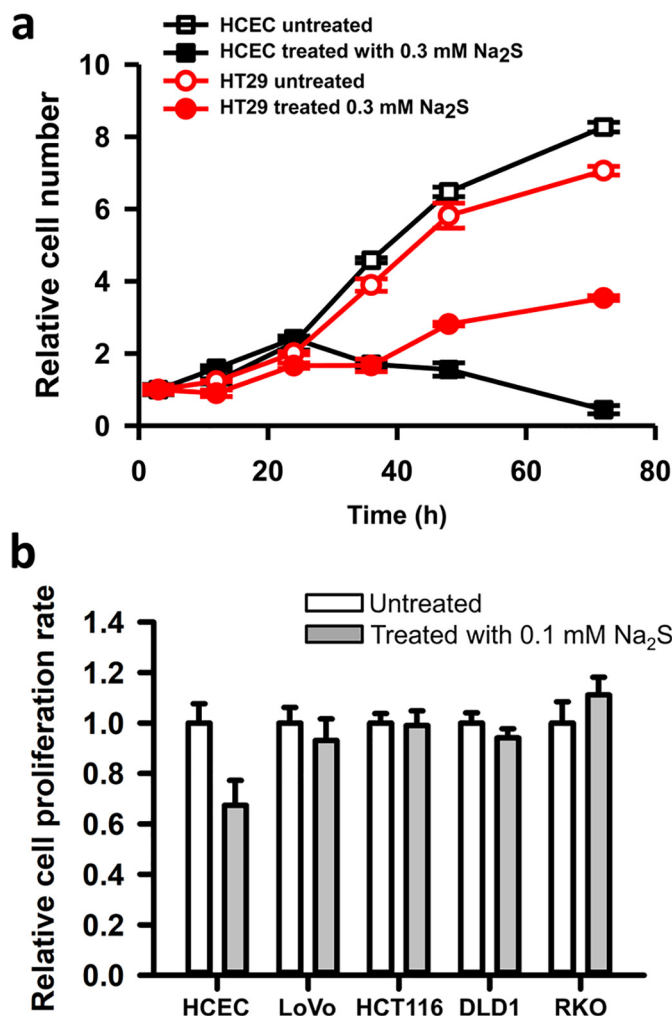 a
HCEC untreated
HCEC treated with 0.3 mM Na₂S
HT29 untreated
HT29 treated 0.3 mM Na₂S
10
8
6
4
2
0
Relative cell number
0 20 40 60 80
Time (h)
b
Untreated
Treated with 0.1 mM Na₂S
1.4
1.2
1.0
0.8
0.6
0.4
0.2
0.0
Relative cell proliferation rate
HCEC LoVo HCT116 DLD1 RKO